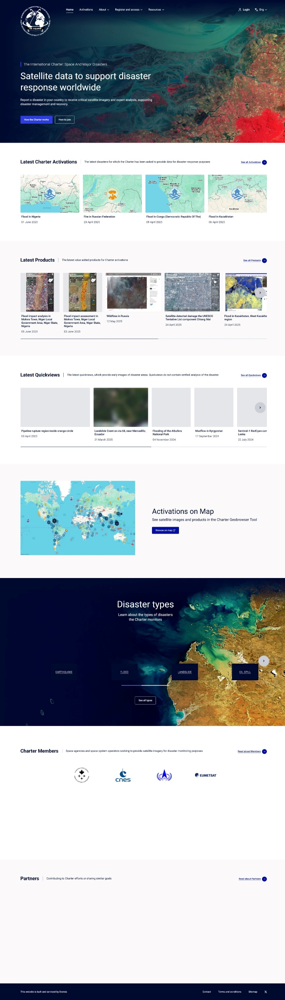 Home
Activations
About
Register and access
Resources
Login
Eng
25 YEARS
The International Charter: Space And Major Disasters
Satellite data to support disaster
response worldwide
Report a disaster in your country to receive critical satellite imagery and expert analysis, supporting
disaster management and recovery.
How the Charter works
How to join
Latest Charter Activations
The latest disasters for which the Charter has been asked to provide data for disaster response purposes
See all Activations
Flood in Nigeria
01 June 2025
Fire in Russian Federation
23 April 2025
Flood in Congo (Democratic Republic Of The)
09 April 2025
Flood in Kazakhstan
06 April 2025
Latest Products
The latest value added products for Charter activations
See all Products
Flood impact analysis in
Mokwa Town, Niger Local
Government Area, Niger State,
Nigeria
05 June 2025
Flood impact assessment in
Mokwa Town, Niger Local
Government Area, Niger State,
Nigeria
03 June 2025
Wildfires in Russia
12 May 2025
THAILAND
Satellite-detected damage the UNESCO
Tentative List component Chiang Mai
24 April 2025
Flood in Kazakhstan, West Kazakhs
region
24 April 2025
Latest Quickviews
The latest quickviews, which provide early images of disaster areas. Quickviews do not contain verified analysis of the disaster.
See all Quickviews
Pipeline rupture region inside orange circle
03 April 2025
Landslide Event on via 68, near Mercadillo,
Ecuador
21 March 2025
Flooding of the Albufera
National Park
04 November 2024
Mudflow in Kyrgyzstan
17 September 2024
Sentinel-1 RedCyan con
Lanka
22 July 2024
Activations on Map
See satellite images and products in the Charter Geobrowser Tool
Browse on map
Disaster types
Learn about the types of disasters
the Charter monitors
EARTHQUAKE
FLOOD
LANDSLIDE
OIL SPILL
See all types
Charter Members
Space agencies and space system operators working to provide satellite imagery for disaster monitoring purposes
Read about Members
cnes
EUMETSAT
Partners
Contributing to Charter efforts or sharing similar goals
Read about Partners
This website is built and serviced by Eversis
Contact
Terms and conditions
Sitemap